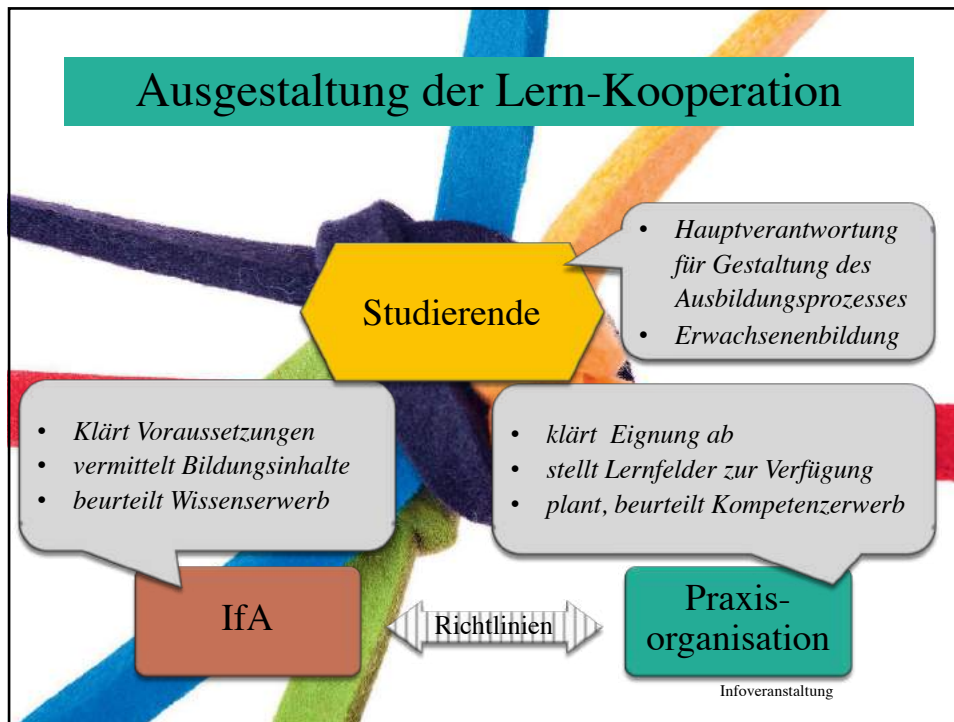 Ausgestaltung der Lern-Kooperation
• Hauptverantwortung
für Gestaltung des
Ausbildungsprozesses
• Erwachsenenbildung
Studierende
• Klärt Voraussetzungen
• vermittelt Bildungsinhalte
• beurteilt Wissenserwerb
• klärt Eignung ab
• stellt Lernfelder zur Verfügung
• plant, beurteilt Kompetenzerwerb
IfA
Richtlinien
Praxis-
organisation
Infoveranstaltung